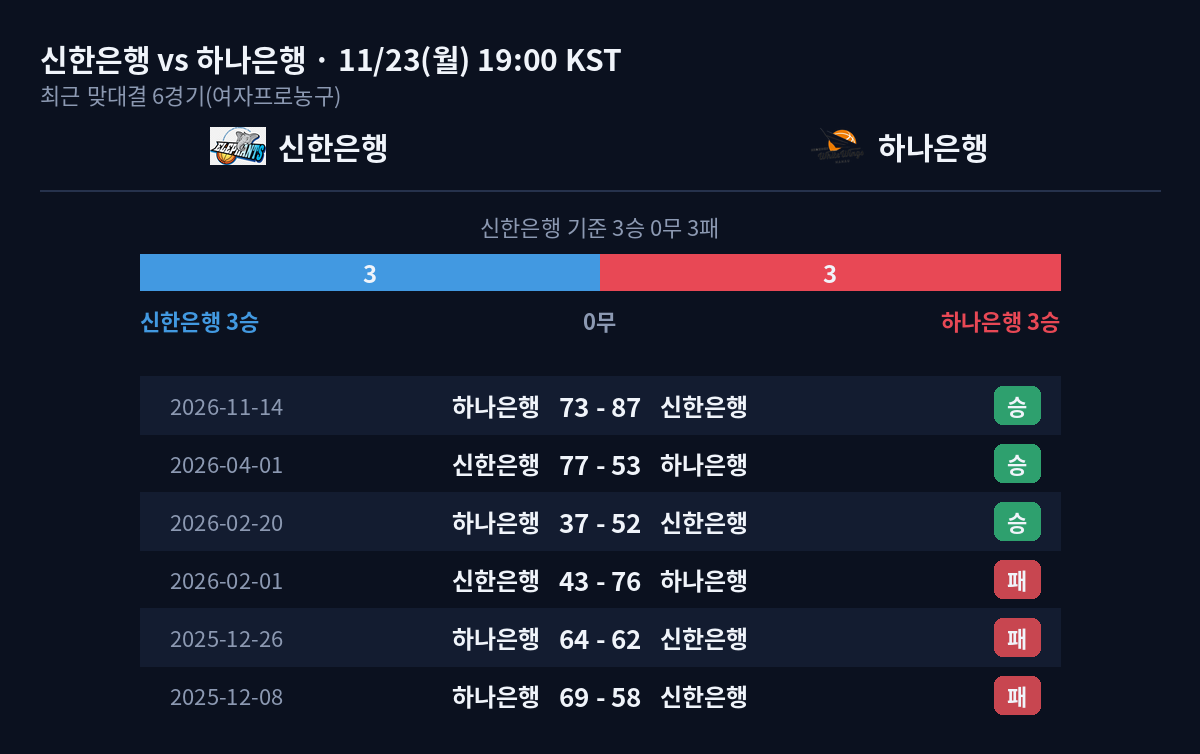 신한은행 vs 하나은행 · 11/23(월) 19:00 KST
최근 맞대결 6경기(여자프로농구)
ELEPHANTS 신한은행 하나은행
신한은행 기준 3승 0무 3패
3 3
신한은행 3승 0무 하나은행 3승
2026-11-14 하나은행 73 - 87 신한은행 승
2026-04-01 신한은행 77 - 53 하나은행 승
2026-02-20 하나은행 37 - 52 신한은행 승
2026-02-01 신한은행 43 - 76 하나은행 패
2025-12-26 하나은행 64 - 62 신한은행 패
2025-12-08 하나은행 69 - 58 신한은행 패